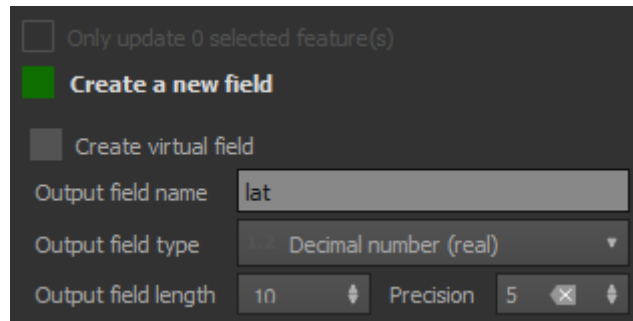 Only update 0 selected feature(s)
Create a new field
Create virtual field
Output field name lat
Output field type 1.2 Decimal number (real)
Output field length 10 Precision 5